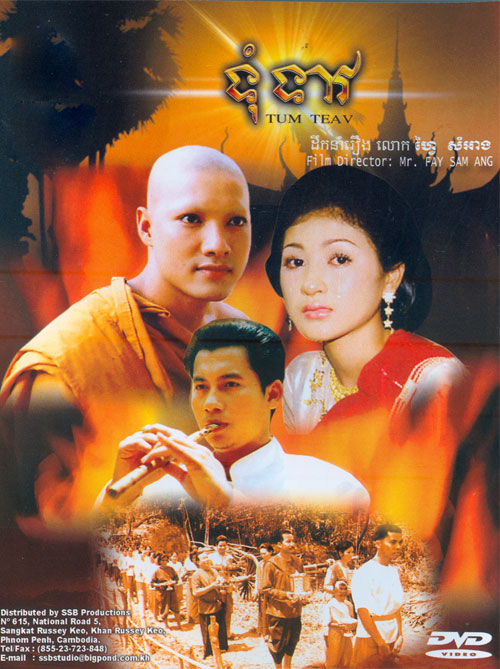 ទុំទាវ
TUM TEAV
ដឹកនាំរឿង លោក ហ្វៃ សំអាង
Film Director: Mr. FAY SAM ANG
Distributed by SSB Productions
Nº 615, National Road 5,
Sangkat Russey Keo, Khan Russey Keo,
Phnom Penh, Cambodia.
Tel/Fax : (855-23-723-848)
E-mail : ssbstudio@bigpond.com.kh
DVD
VIDEO